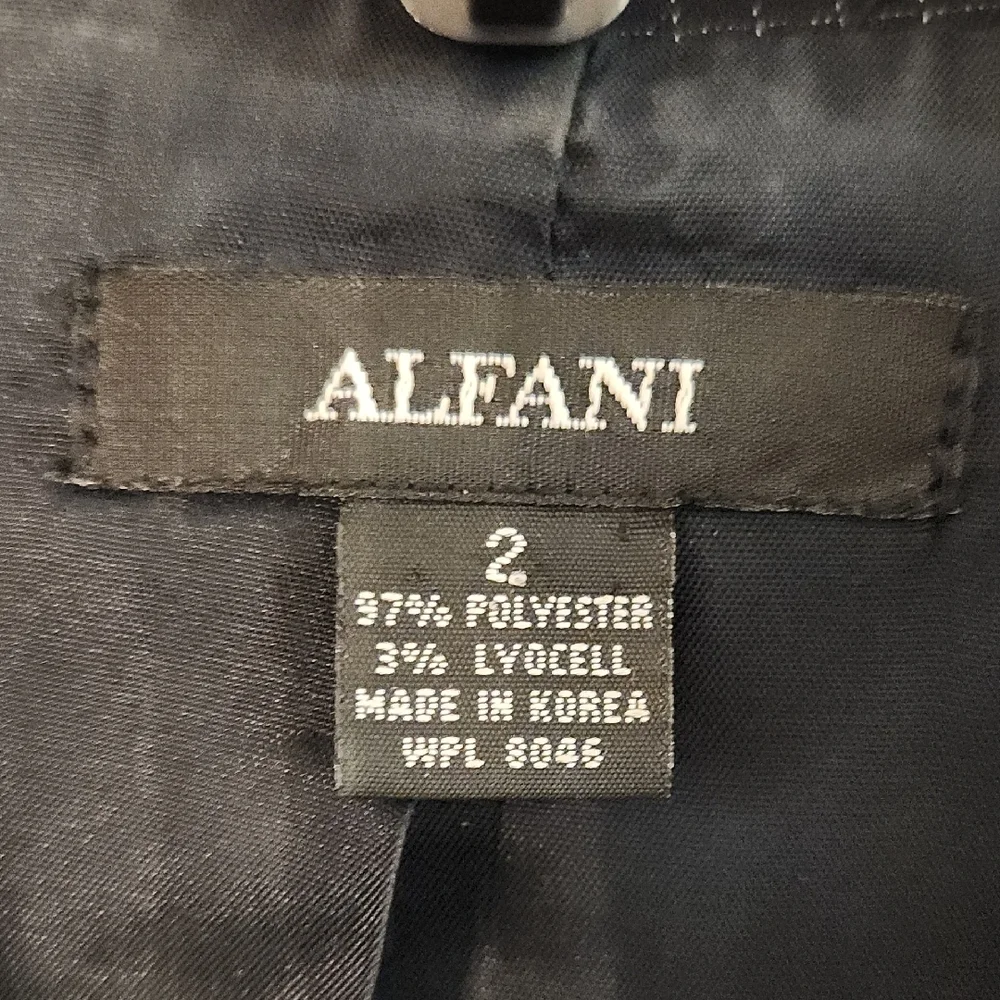 ALFANI
2
97% POLYESTER
3% LYOCELL
MADE IN KOREA
WPL 8046